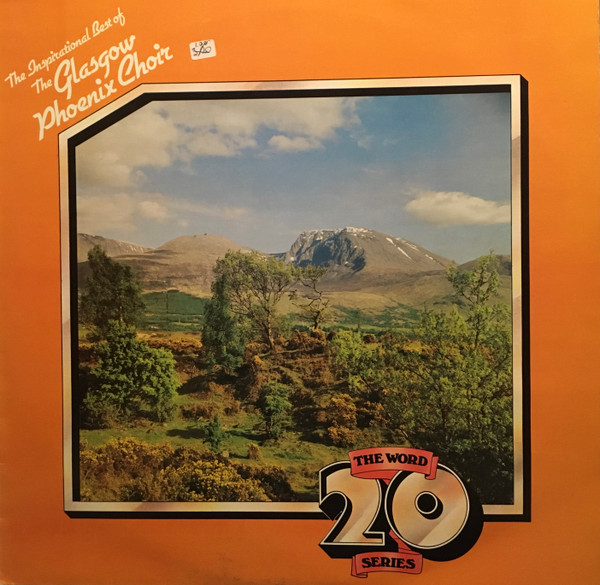 The Inspirational Best of
The Glasgow
Phoenix Choir
THE WORD
20
SERIES